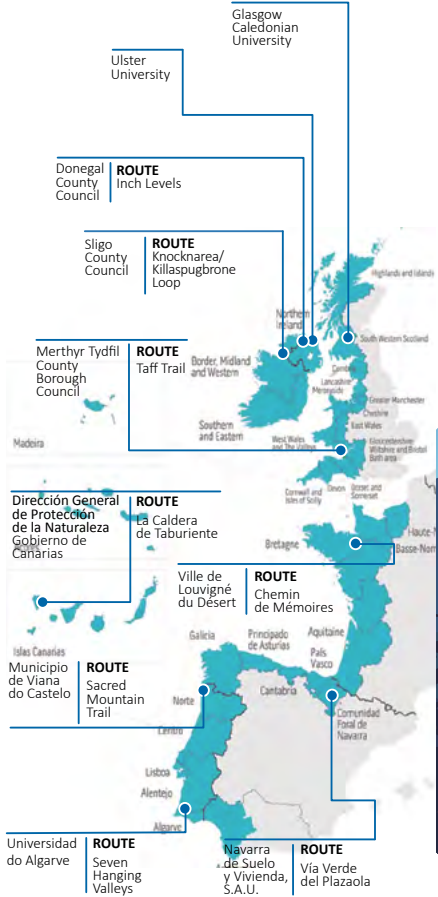 Glasgow
Caledonian
University
Ulster
University
Donegal
County
Council
ROUTE
Inch Levels
Sligo
County
Council
ROUTE
Knocknarea/
Killaspugbrone
Loop
Highlands and Islands
Northern
Ireland
South Western Scotland
Merthyr Tydfil
County
Borough
Council
ROUTE
Taff Trail
Border, Midland
and Western
Cumbria
Lancashire
Merseyside
Greater Manchester
Cheshire
East Wales
Southern
and Eastern
West Wales
and The Valleys
Gloucestershire
Wiltshire and Bristol
Bath area
Madeira
Cornwall and
Isles of Scilly
Devon
Dorset and
Somerset
Dirección General
de Protección
de la Naturaleza
Gobierno de
Canarias
ROUTE
La Caldera
de Taburiente
Bretagne
Haute-N
Basse-Nor
Ville de
Louvigné
du Désert
ROUTE
Chemin
de Mémoires
Islas Canarias
Galicia
Principado
de Asturias
Aquitaine
País
Vasco
Cantabria
Municipio
de Viana
do Castelo
ROUTE
Sacred
Mountain
Trail
Norte
Comunidad
Foral de
Navarra
Centro
Lisboa
Alentejo
Algarve
Universidad
do Algarve
ROUTE
Seven
Hanging
Valleys
Navarra
de Suelo
y Vivienda,
S.A.U.
ROUTE
Vía Verde
del Plazaola